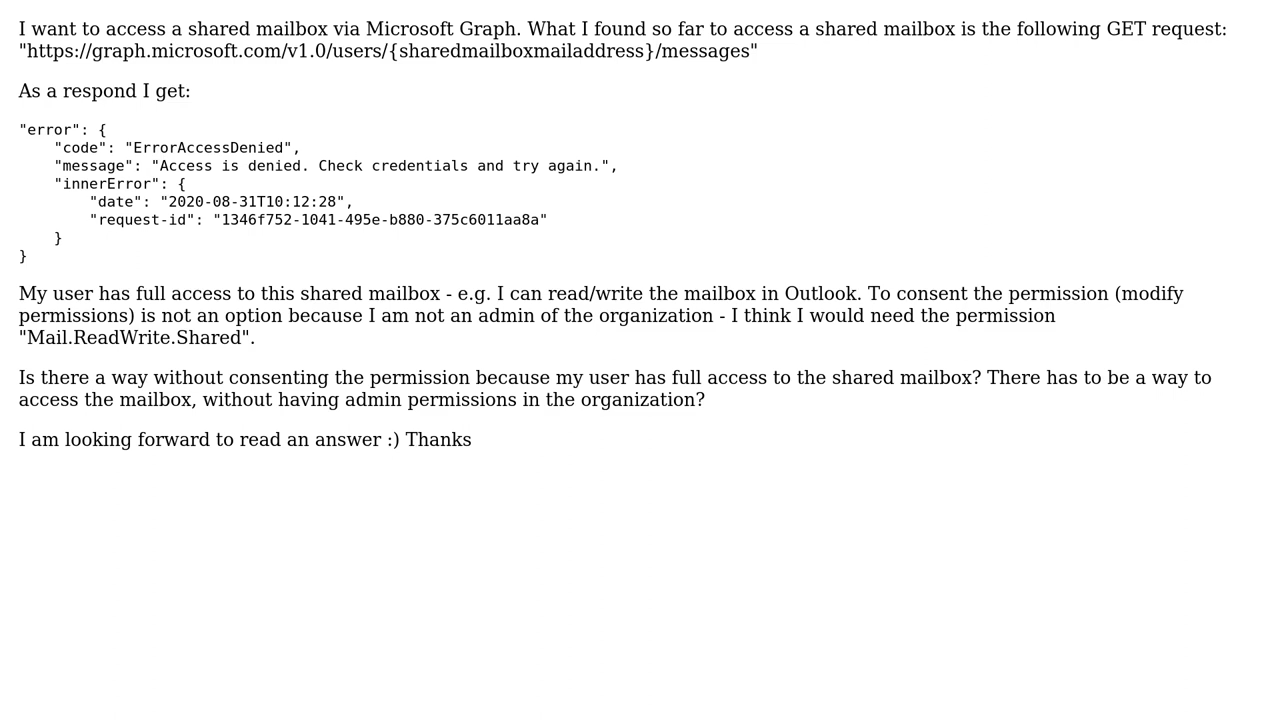 I want to access a shared mailbox via Microsoft Graph. What I found so far to access a shared mailbox is the following GET request:
"https://graph.microsoft.com/v1.0/users/{sharedmailboxmailaddress}/messages"
As a respond I get:
"error": {
    "code": "ErrorAccessDenied",
    "message": "Access is denied. Check credentials and try again.",
    "innerError": {
        "date": "2020-08-31T10:12:28",
        "request-id": "1346f752-1041-495e-b880-375c6011aa8a"
    }
}
My user has full access to this shared mailbox - e.g. I can read/write the mailbox in Outlook. To consent the permission (modify
permissions) is not an option because I am not an admin of the organization - I think I would need the permission
"Mail.ReadWrite.Shared".
Is there a way without consenting the permission because my user has full access to the shared mailbox? There has to be a way to
access the mailbox, without having admin permissions in the organization?
I am looking forward to read an answer :) Thanks